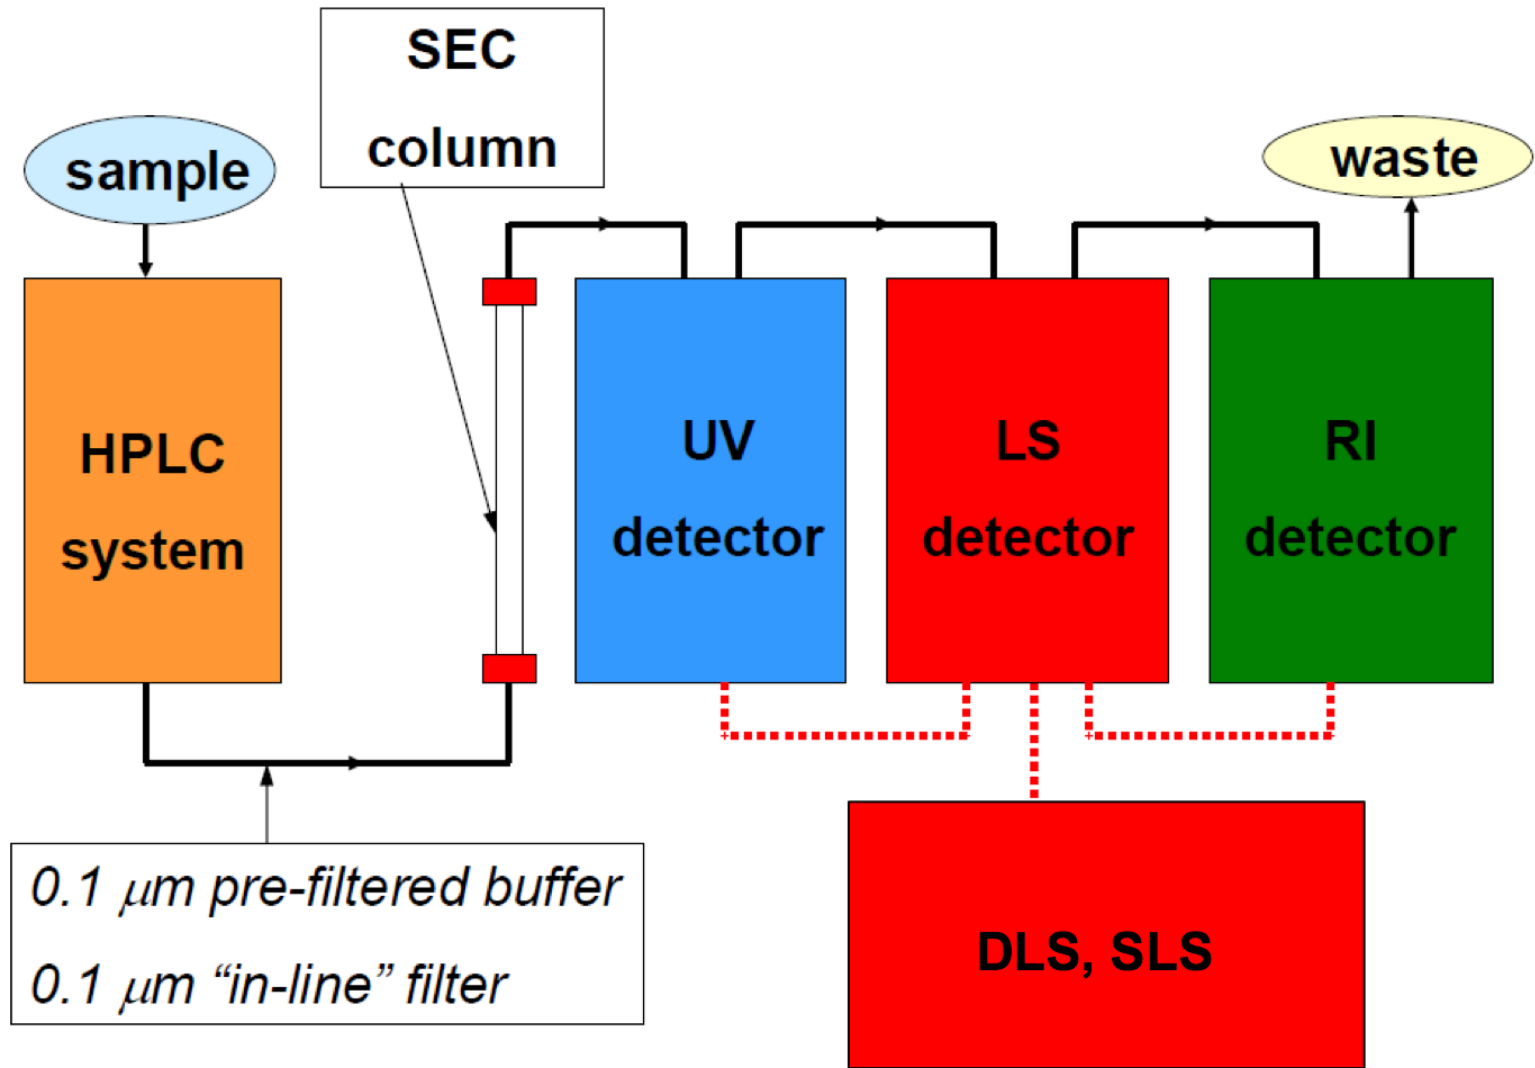 SEC
column
sample
waste
HPLC
system
UV
detector
LS
detector
RI
detector
0.1 μm pre-filtered buffer
0.1 μm “in-line” filter
DLS, SLS